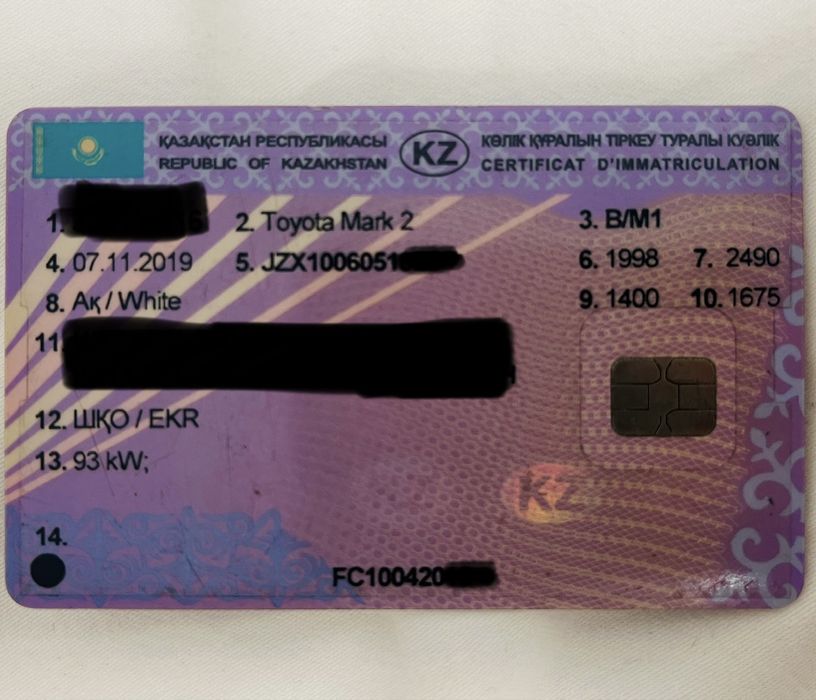 ҚАЗАҚСТАН РЕСПУБЛИКАСЫ KZ КӨЛІК ҚҰРАЛЫН ТІРКЕУ ТУРАЛЫ КУӘЛІК
REPUBLIC OF KAZAKHSTAN CERTIFICAT D'IMMATRICULATION
1. 2. Toyota Mark 2 3. B/M1
4. 07.11.2019 5. JZX1006051 6. 1998 7. 2490
8. Ақ / White 9. 1400 10. 1675
11.
12. ШҚО / EKR
13. 93 kW;
KZ
14.
FC100420